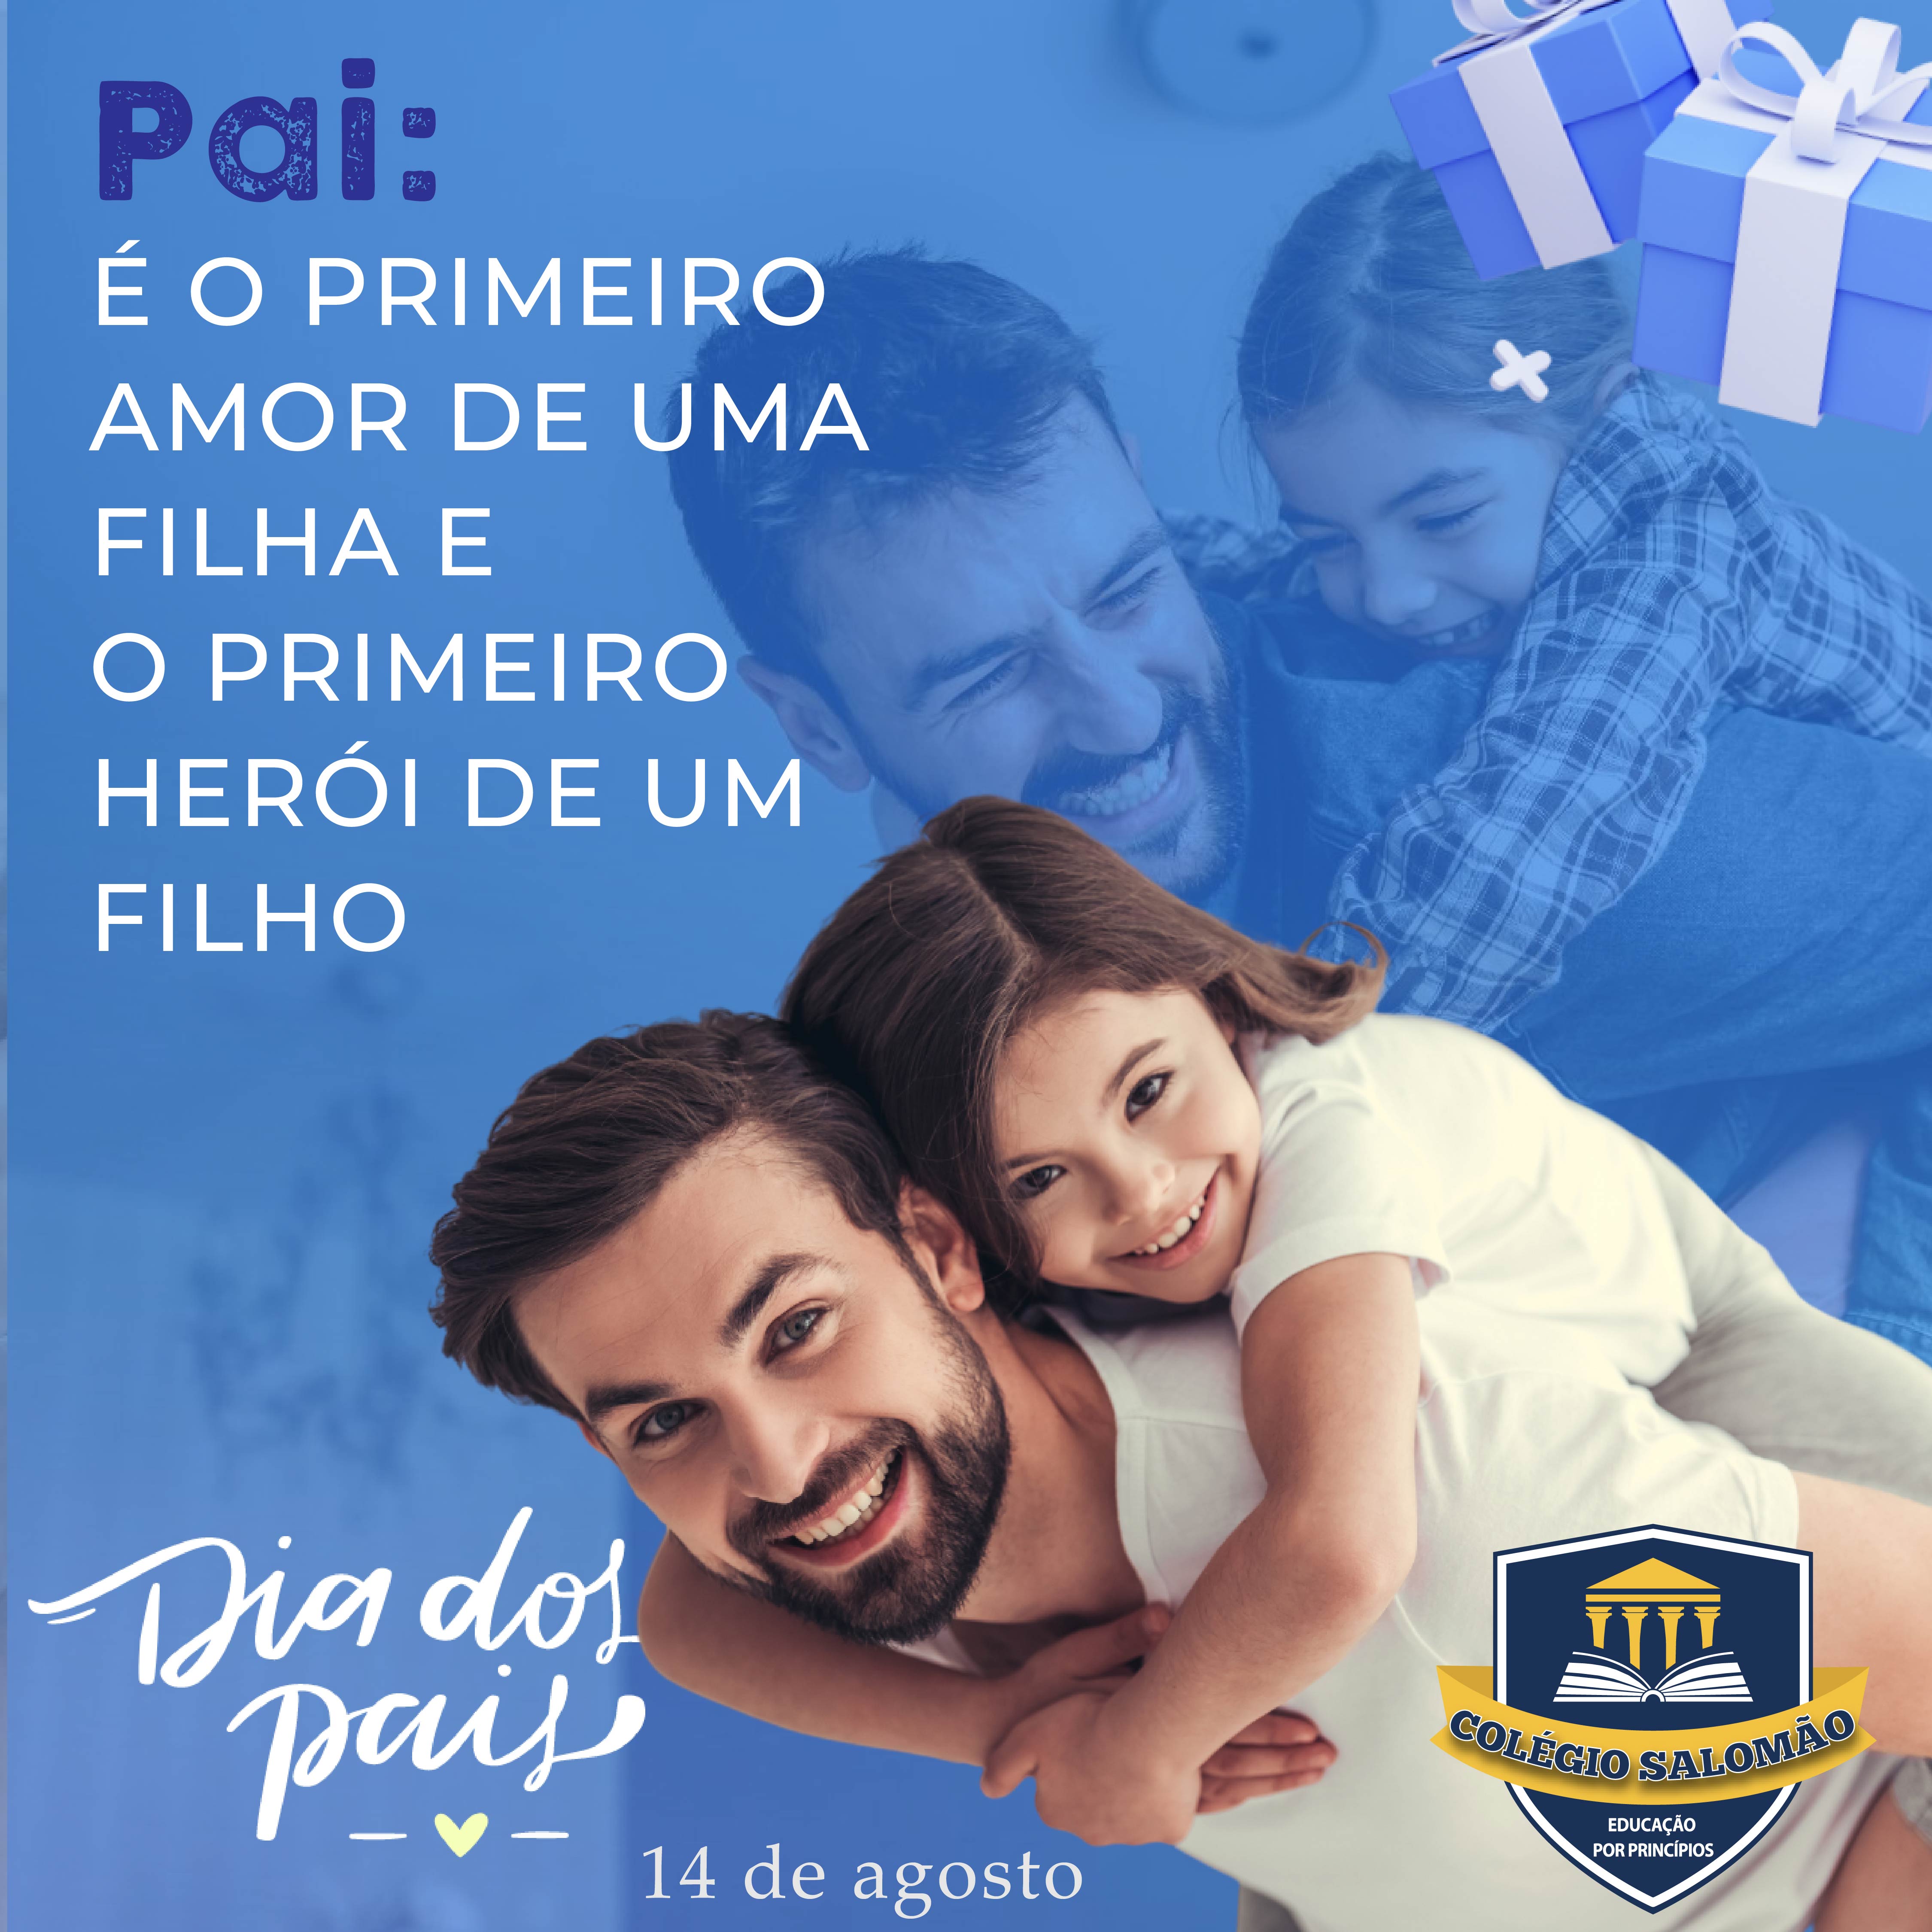 Pai:
É O PRIMEIRO
AMOR DE UMA
FILHA E
O PRIMEIRO
HERÓI DE UM
FILHO
Dia dos
pais
14 de agosto
COLÉGIO SALOMÃO
EDUCAÇÃO
POR PRINCÍPIOS